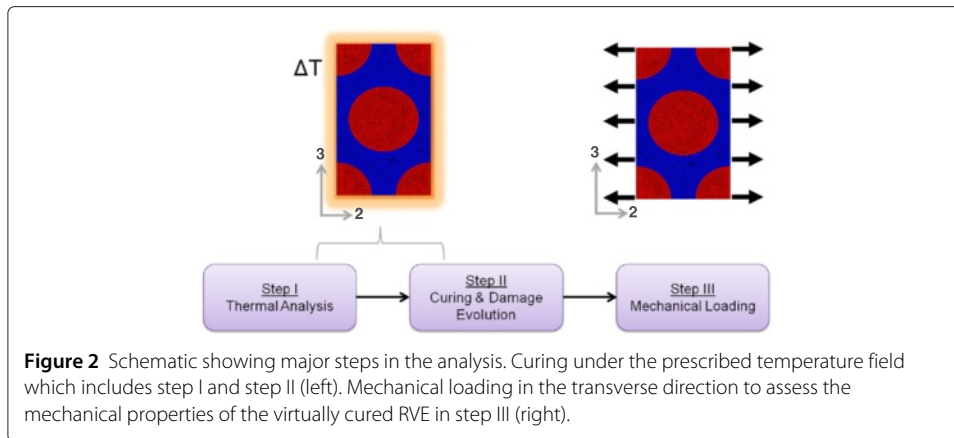 ΔT
3
2
3
2
Step I
Thermal Analysis
Step II
Curing & Damage
Evolution
Step III
Mechanical Loading
Figure 2 Schematic showing major steps in the analysis. Curing under the prescribed temperature field
which includes step I and step II (left). Mechanical loading in the transverse direction to assess the
mechanical properties of the virtually cured RVE in step III (right).